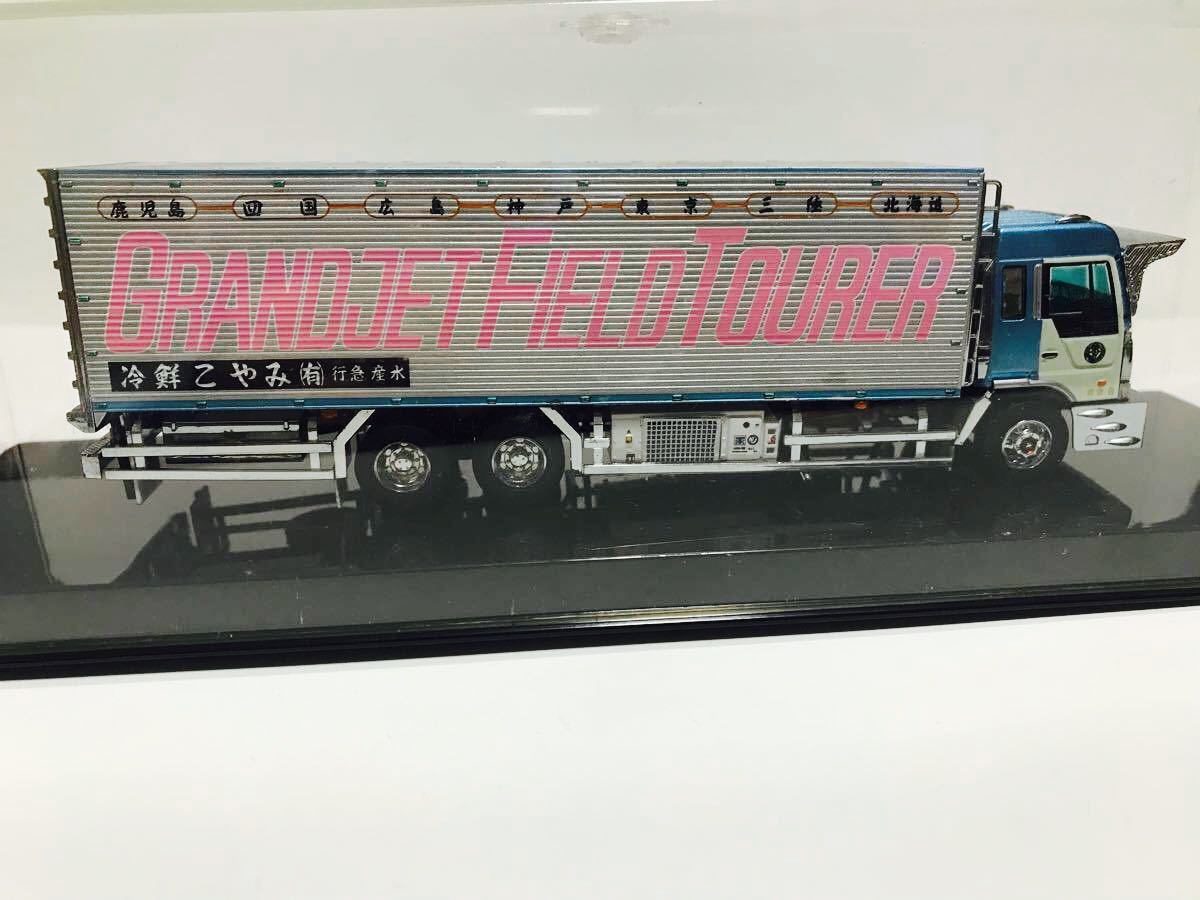 鹿児島 四国 広島 神戸 東京 三陸 北海道
GRANDJET FIELD TOURER
水産急行 ㈲ みやこ鮮冷